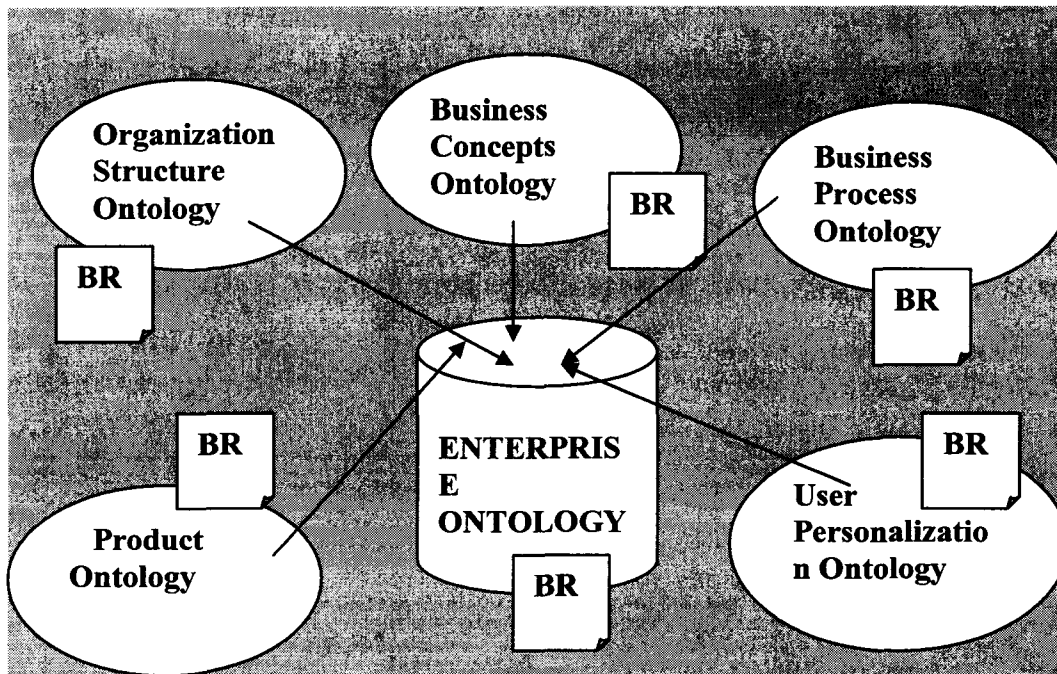 Organization
Structure
Ontology
BR
Business
Concepts
Ontology
BR
Business
Process
Ontology
BR
BR
Product
Ontology
ENTERPRIS
E
ONTOLOGY
BR
BR
User
Personalizatio
n Ontology